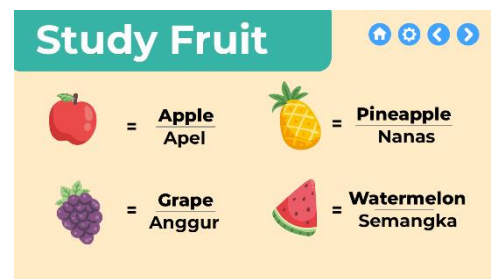 Study Fruit
= Apple
Apel
= Pineapple
Nanas
= Grape
Anggur
= Watermelon
Semangka